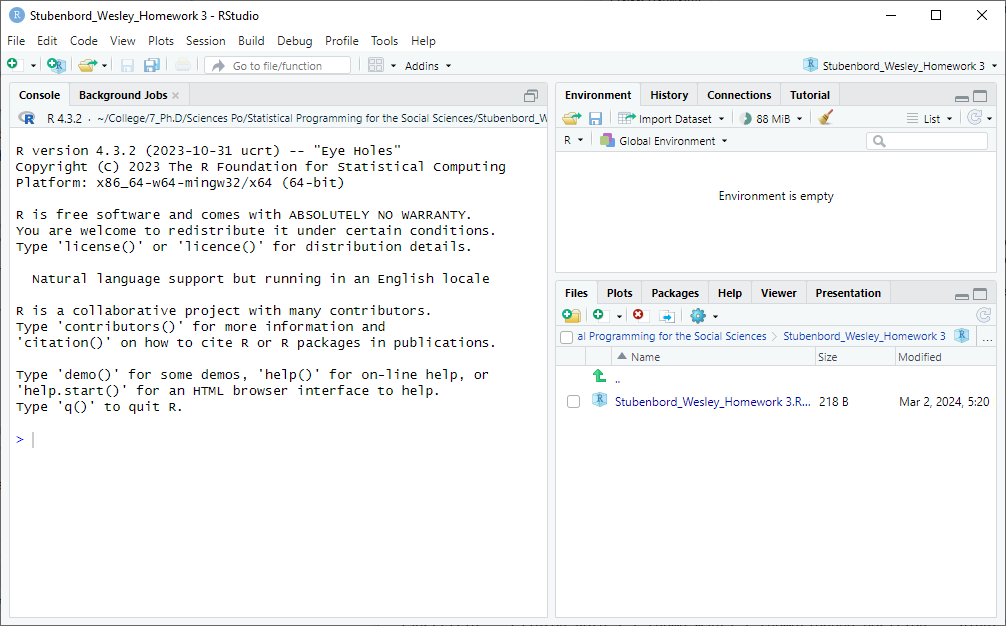 Stubenbord_Wesley_Homework 3 - RStudio
File Edit Code View Plots Session Build Debug Profile Tools Help
Go to file/function Addins Stubenbord_Wesley_Homework 3
Console Background Jobs
R 4.3.2 · ~/College/7_Ph.D/Sciences Po/Statistical Programming for the Social Sciences/Stubenbord_W
R version 4.3.2 (2023-10-31 ucrt) -- "Eye Holes"
Copyright (C) 2023 The R Foundation for Statistical Computing
Platform: x86_64-w64-mingw32/x64 (64-bit)
R is free software and comes with ABSOLUTELY NO WARRANTY.
You are welcome to redistribute it under certain conditions.
Type 'license()' or 'licence()' for distribution details.
Natural language support but running in an English locale
R is a collaborative project with many contributors.
Type 'contributors()' for more information and
'citation()' on how to cite R or R packages in publications.
Type 'demo()' for some demos, 'help()' for on-line help, or
'help.start()' for an HTML browser interface to help.
Type 'q()' to quit R.
>
Environment History Connections Tutorial
Import Dataset 88 MiB List
R Global Environment
Environment is empty
Files Plots Packages Help Viewer Presentation
al Programming for the Social Sciences Stubenbord_Wesley_Homework 3 ...
Name Size Modified
..
Stubenbord_Wesley_Homework 3.R... 218 B Mar 2, 2024, 5:20